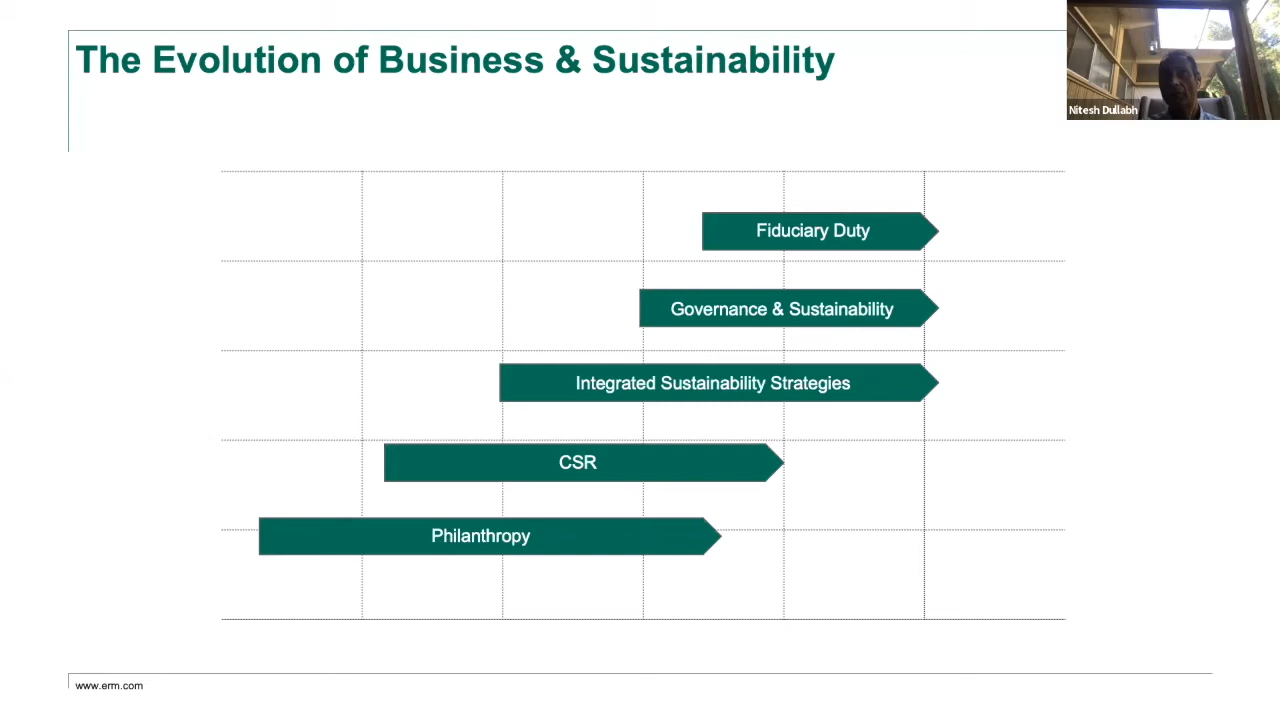 The Evolution of Business & Sustainability
Nitesh Dullabh
Fiduciary Duty
Governance & Sustainability
Integrated Sustainability Strategies
CSR
Philanthropy
www.erm.com